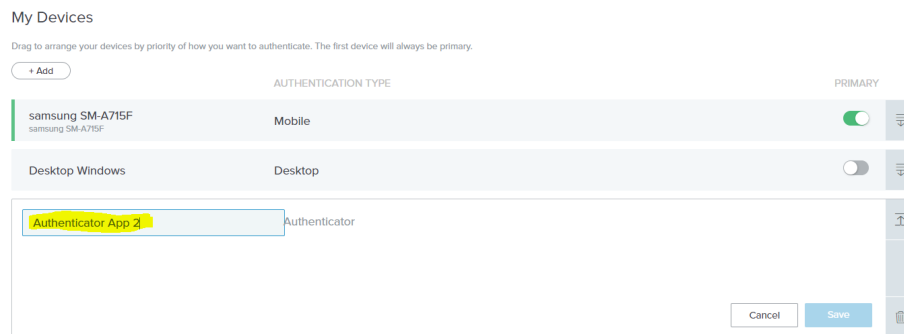 My Devices
Drag to arrange your devices by priority of how you want to authenticate. The first device will always be primary.
+ Add
AUTHENTICATION TYPE PRIMARY
samsung SM-A715F
samsung SM-A715F
Mobile
Desktop Windows Desktop
Authenticator App 2 Authenticator
Cancel Save